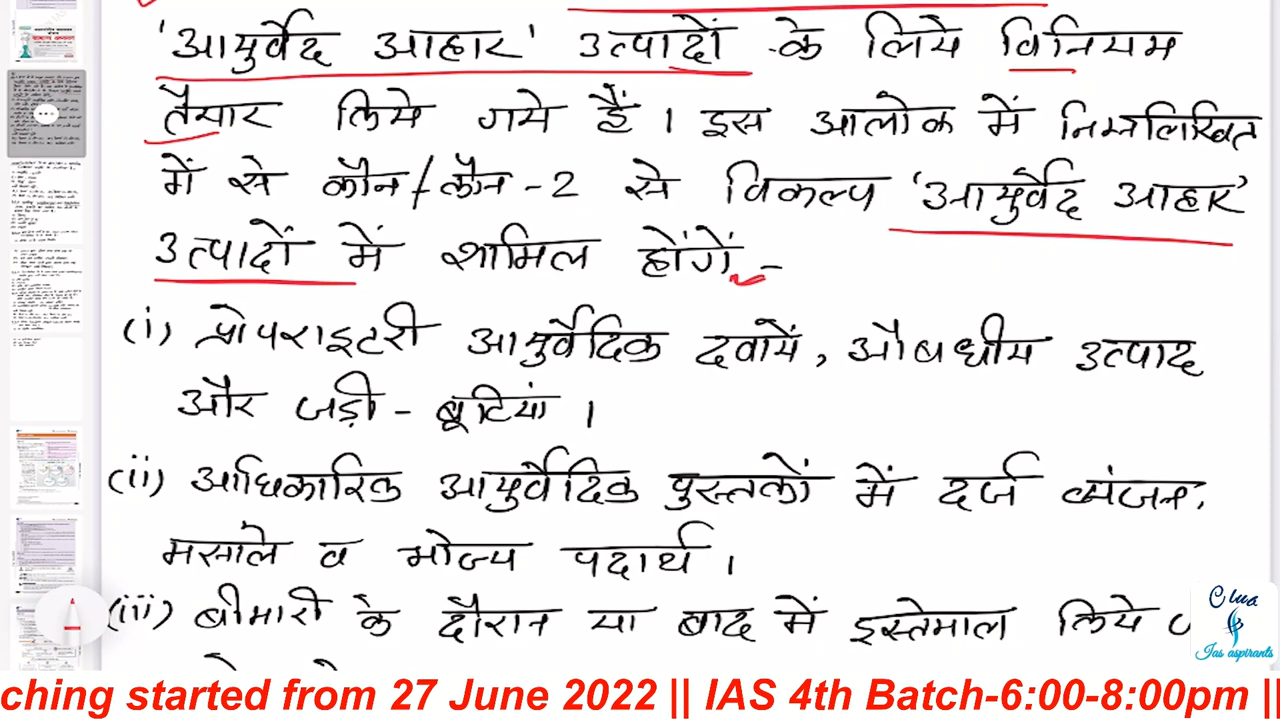 'आयुर्वेद आहार' उत्पादों के लिये विनियम
तैयार किये गये हैं। इस आलोक में निम्नलिखित
में से कौन/कौन-2 से विकल्प 'आयुर्वेद आहार'
उत्पादों में शामिल होंगें -
(i) प्रोपराइटरी आयुर्वेदिक दवायें, औषधीय उत्पाद
और जड़ी-बूटियां।
(ii) आधिकारिक आयुर्वेदिक पुस्तकों में दर्ज व्यंजन,
मसाले व भोज्य पदार्थ।
(iii) बीमारी के दौरान या बाद में इस्तेमाल किये
Clua
Ias aspirants
ching started from 27 June 2022 || IAS 4th Batch-6:00-8:00pm ||